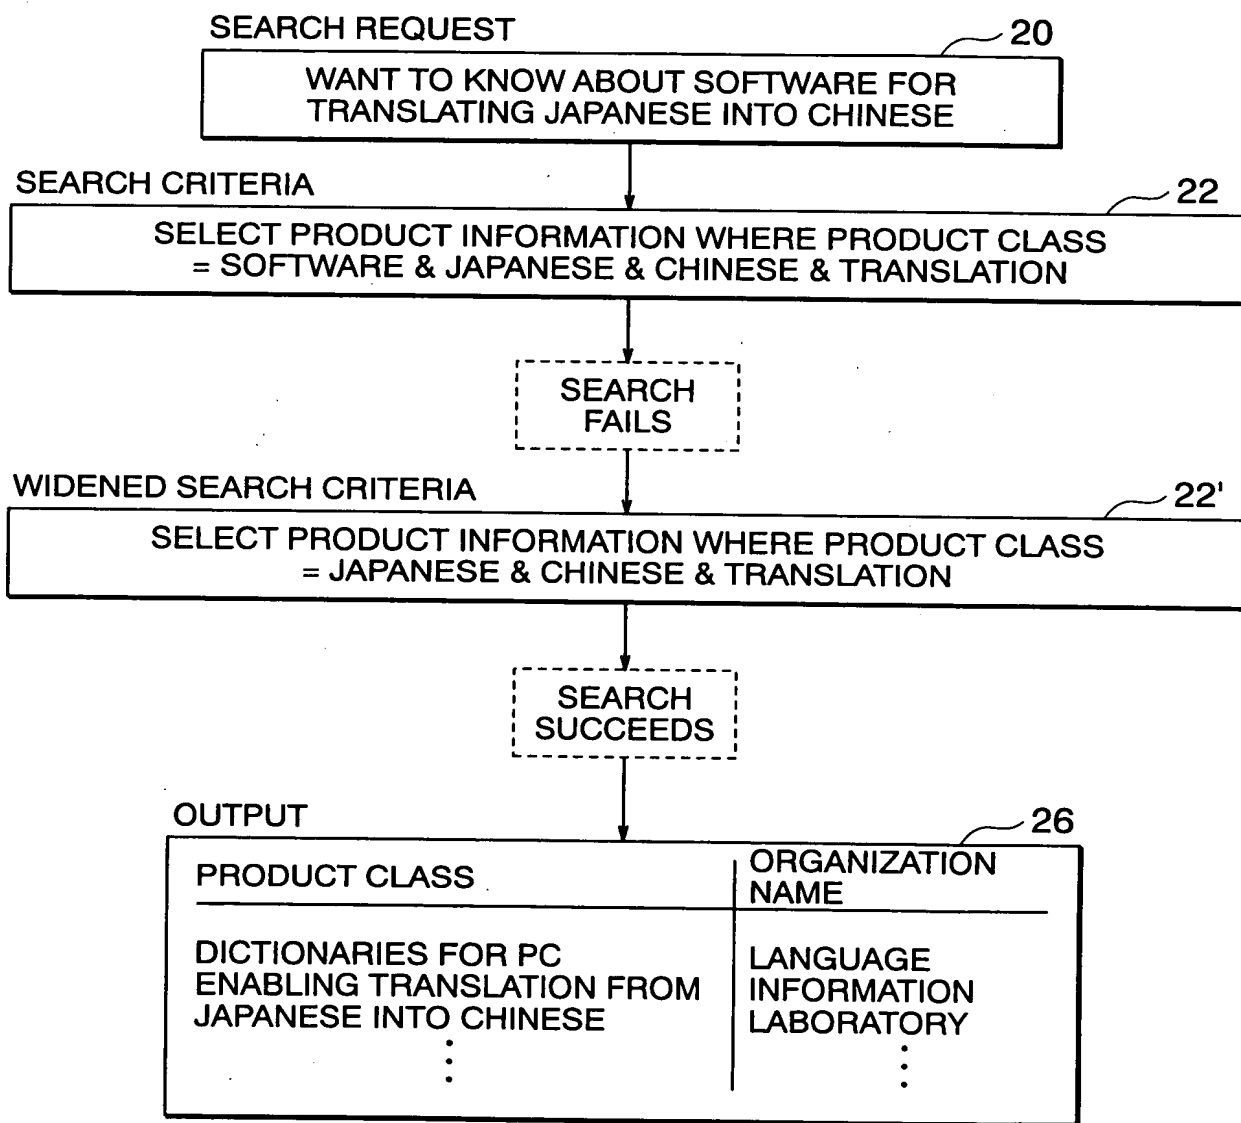 SEARCH REQUEST
20
WANT TO KNOW ABOUT SOFTWARE FOR
TRANSLATING JAPANESE INTO CHINESE
SEARCH CRITERIA
22
SELECT PRODUCT INFORMATION WHERE PRODUCT CLASS
= SOFTWARE & JAPANESE & CHINESE & TRANSLATION
SEARCH
FAILS
WIDENED SEARCH CRITERIA
22'
SELECT PRODUCT INFORMATION WHERE PRODUCT CLASS
= JAPANESE & CHINESE & TRANSLATION
SEARCH
SUCCEEDS
OUTPUT
26
PRODUCT CLASS
ORGANIZATION
NAME
DICTIONARIES FOR PC
ENABLING TRANSLATION FROM
JAPANESE INTO CHINESE
LANGUAGE
INFORMATION
LABORATORY